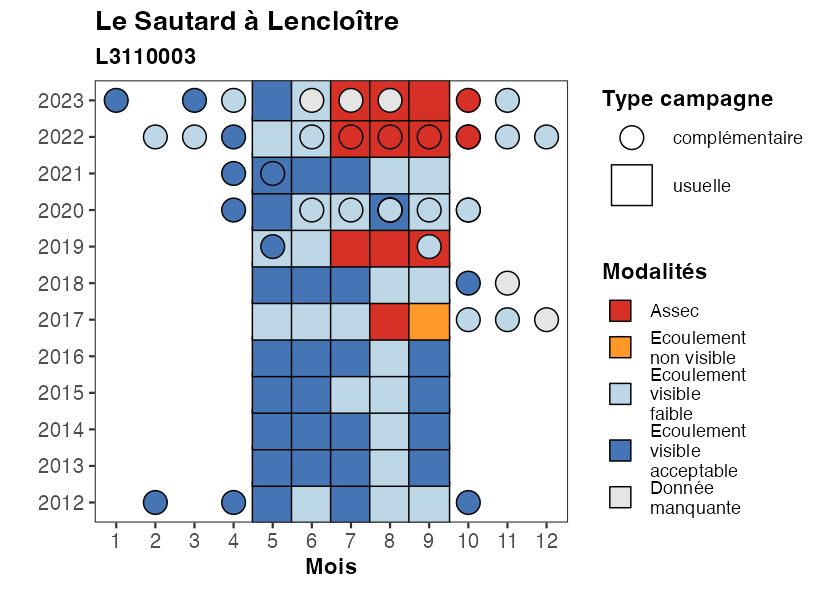 Le Sautard à Lencloître
L3110003
2023
2022
2021
2020
2019
2018
2017
2016
2015
2014
2013
2012
1 2 3 4 5 6 7 8 9 10 11 12
Mois
Type campagne
complémentaire
usuelle
Modalités
Assec
Ecoulement
non visible
Ecoulement
visible
faible
Ecoulement
visible
acceptable
Donnée
manquante